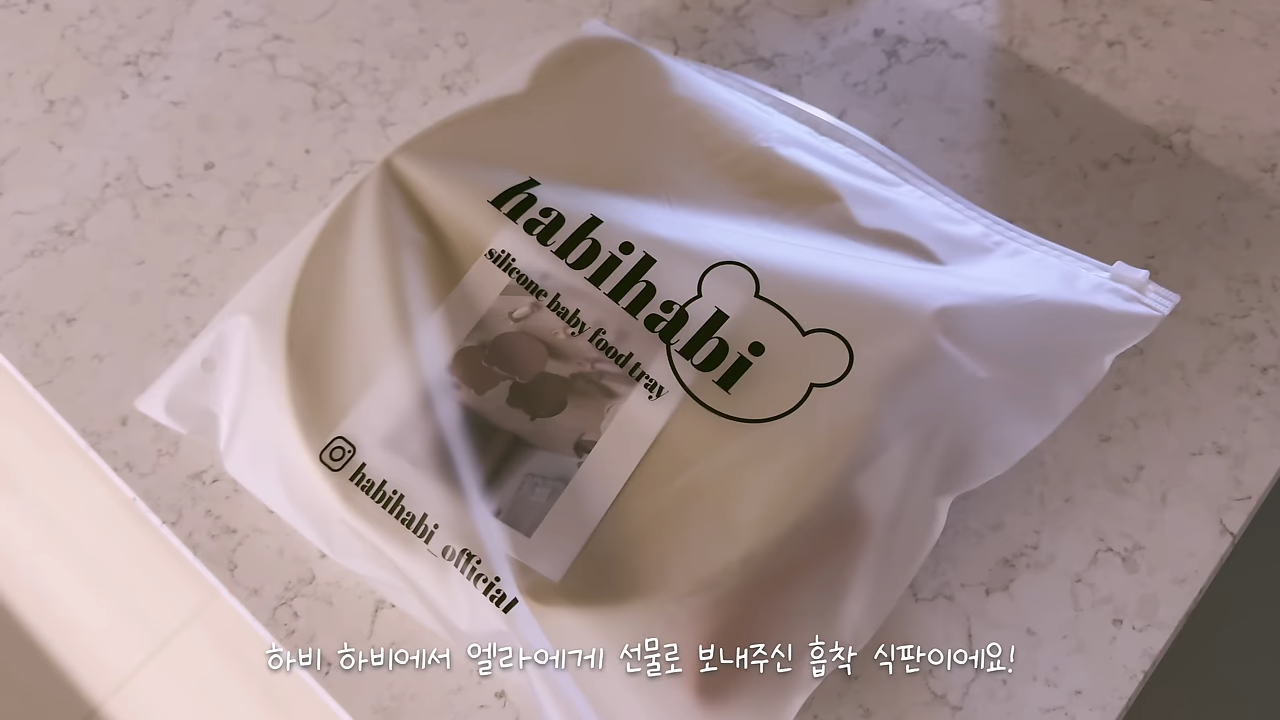 habihabi
silicone baby food tray
habihabi_official
하비 하비에서 엘라에게 선물로 보내주신 흡착 식판이에요!